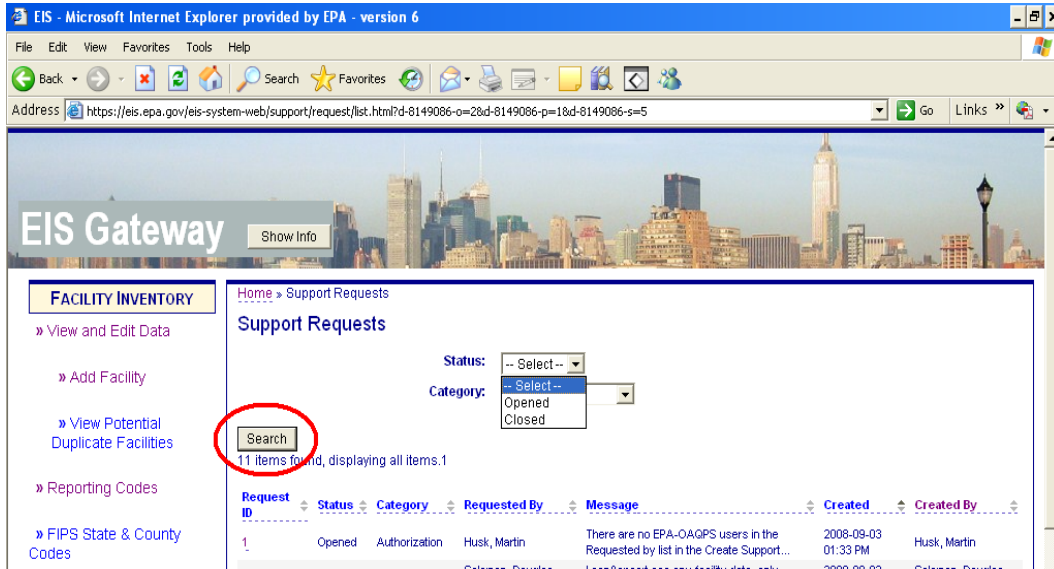 EIS - Microsoft Internet Explorer provided by EPA - version 6
File Edit View Favorites Tools Help
Back Search Favorites
Address https://eis.epa.gov/eis-system-web/support/request/list.html?d-8149086-o=2&d-8149086-p=1&d-8149086-s=5 Go Links »
EIS Gateway Show Info
FACILITY INVENTORY
» View and Edit Data
» Add Facility
» View Potential
Duplicate Facilities
» Reporting Codes
» FIPS State & County
Codes
Home » Support Requests
Support Requests
Status: -- Select --
-- Select --
Opened
Closed
Category:
Search
11 items found, displaying all items.1
Request ID Status Category Requested By Message Created Created By
1 Opened Authorization Husk, Martin There are no EPA-OAQPS users in the Requested by list in the Create Support... 2008-09-03 01:33 PM Husk, Martin